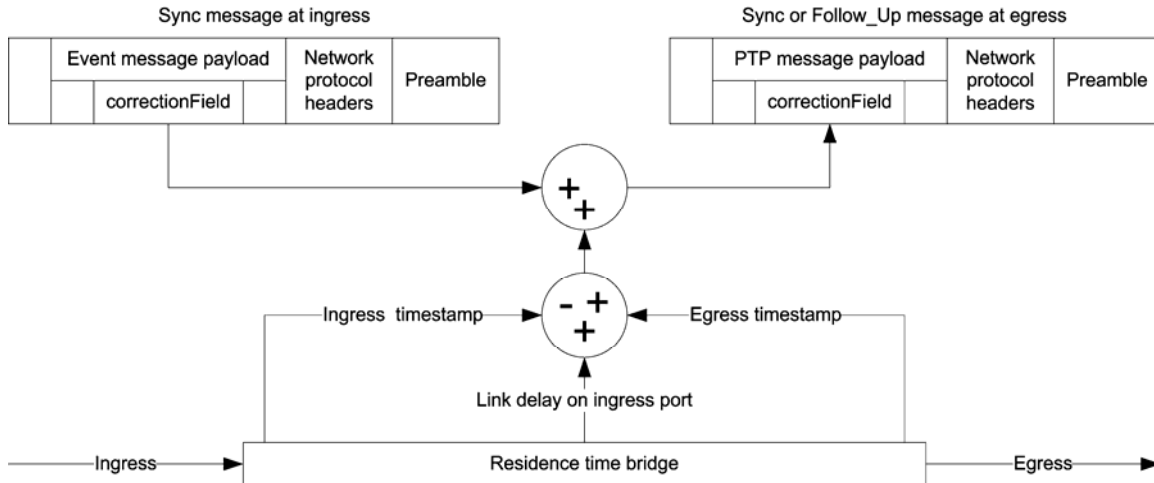 Sync message at ingress
Sync or Follow_Up message at egress
Event message payload
correctionField
Network
protocol
headers
Preamble
PTP message payload
correctionField
Network
protocol
headers
Preamble
+
+
Ingress timestamp
- +
+
Egress timestamp
Link delay on ingress port
Ingress
Residence time bridge
Egress